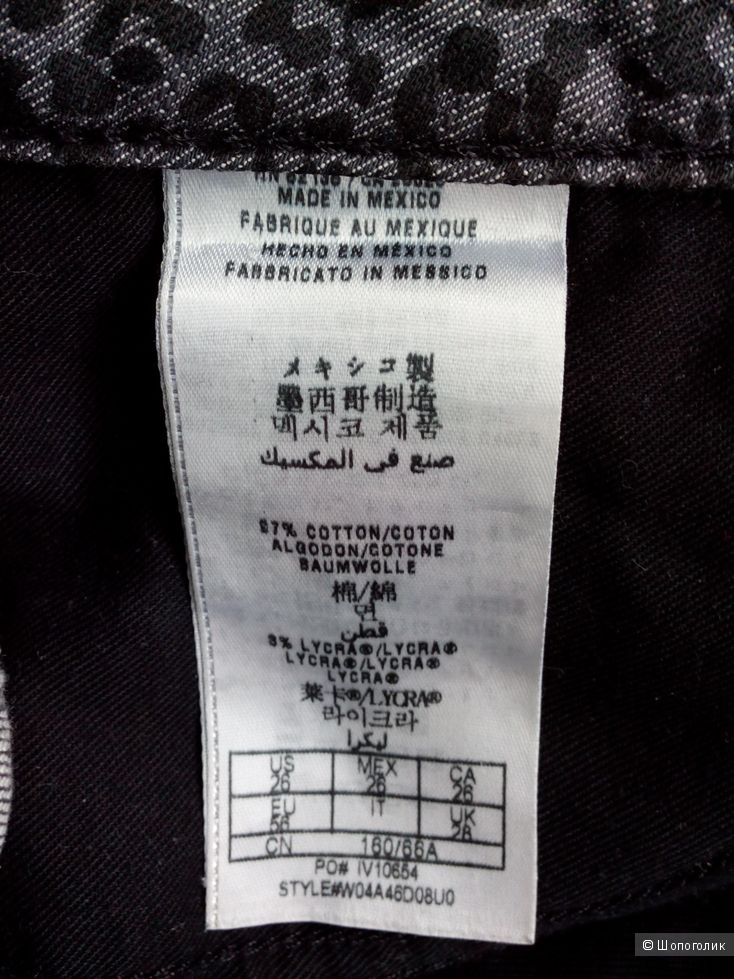 MADE IN MEXICO
FABRIQUE AU MEXIQUE
HECHO EN MÉXICO
FABBRICATO IN MESSICO
メキシコ製
墨西哥制造
멕시코 제품
صنع في المكسيك
97% COTTON/COTON
ALGODON/COTONE
BAUMWOLLE
棉/綿
면
قطن
3% LYCRA®/LYCRA®
LYCRA®/LYCRA®
LYCRA®
莱卡®/LYCRA®
라이크라
ليكرا
US 26 MEX 26 CA 26
EU 56 IT UK 26
CN 160/66A
PO# IV10654
STYLE#W04A46D08U0
© Шопоголик